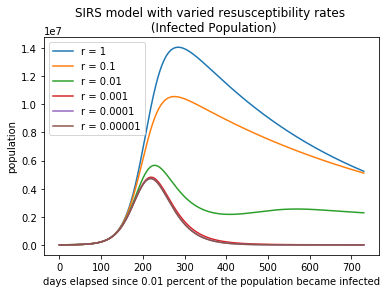 SIRS model with varied resusceptibility rates
(Infected Population)
1e7
r = 1
r = 0.1
r = 0.01
r = 0.001
r = 0.0001
r = 0.00001
population
1.4
1.2
1.0
0.8
0.6
0.4
0.2
0.0
0 100 200 300 400 500 600 700
days elapsed since 0.01 percent of the population became infected